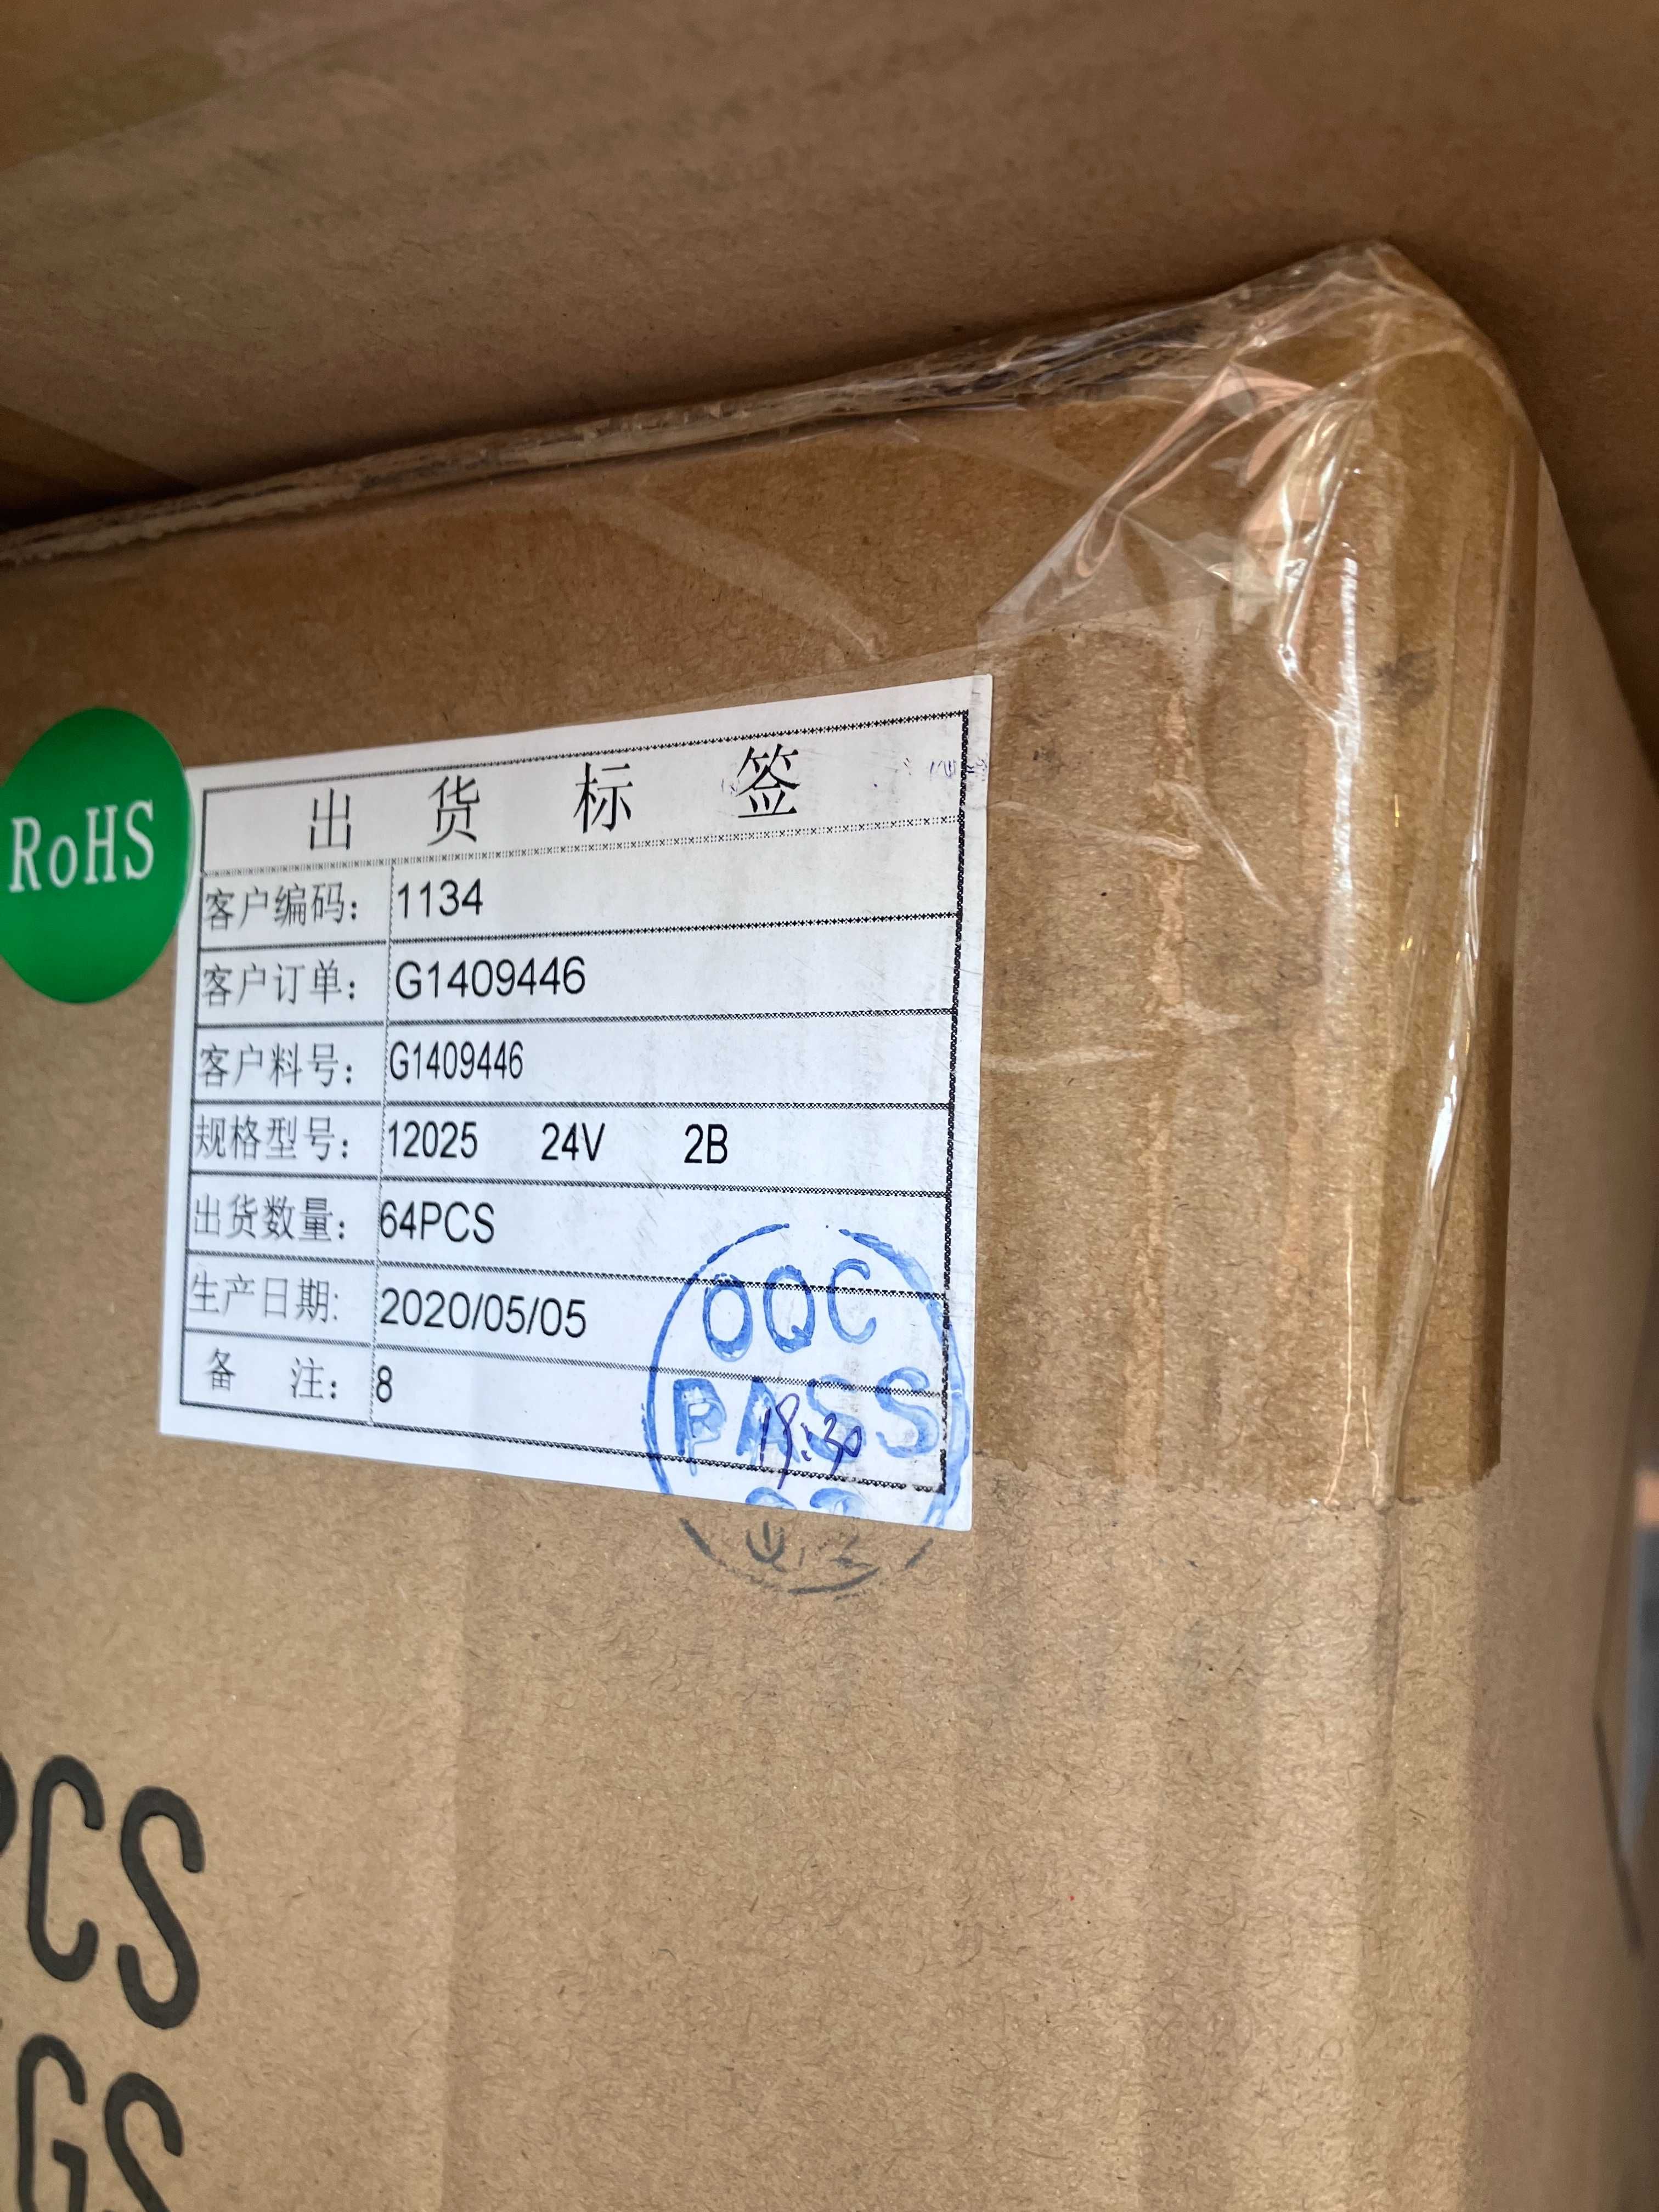 RoHS
出 货 标 签
客户编码: 1134
客户订单: G1409446
客户料号: G1409446
规格型号: 12025 24V 2B
出货数量: 64PCS
生产日期: 2020/05/05
备 注: 8
OQC
PASS
CS
GS